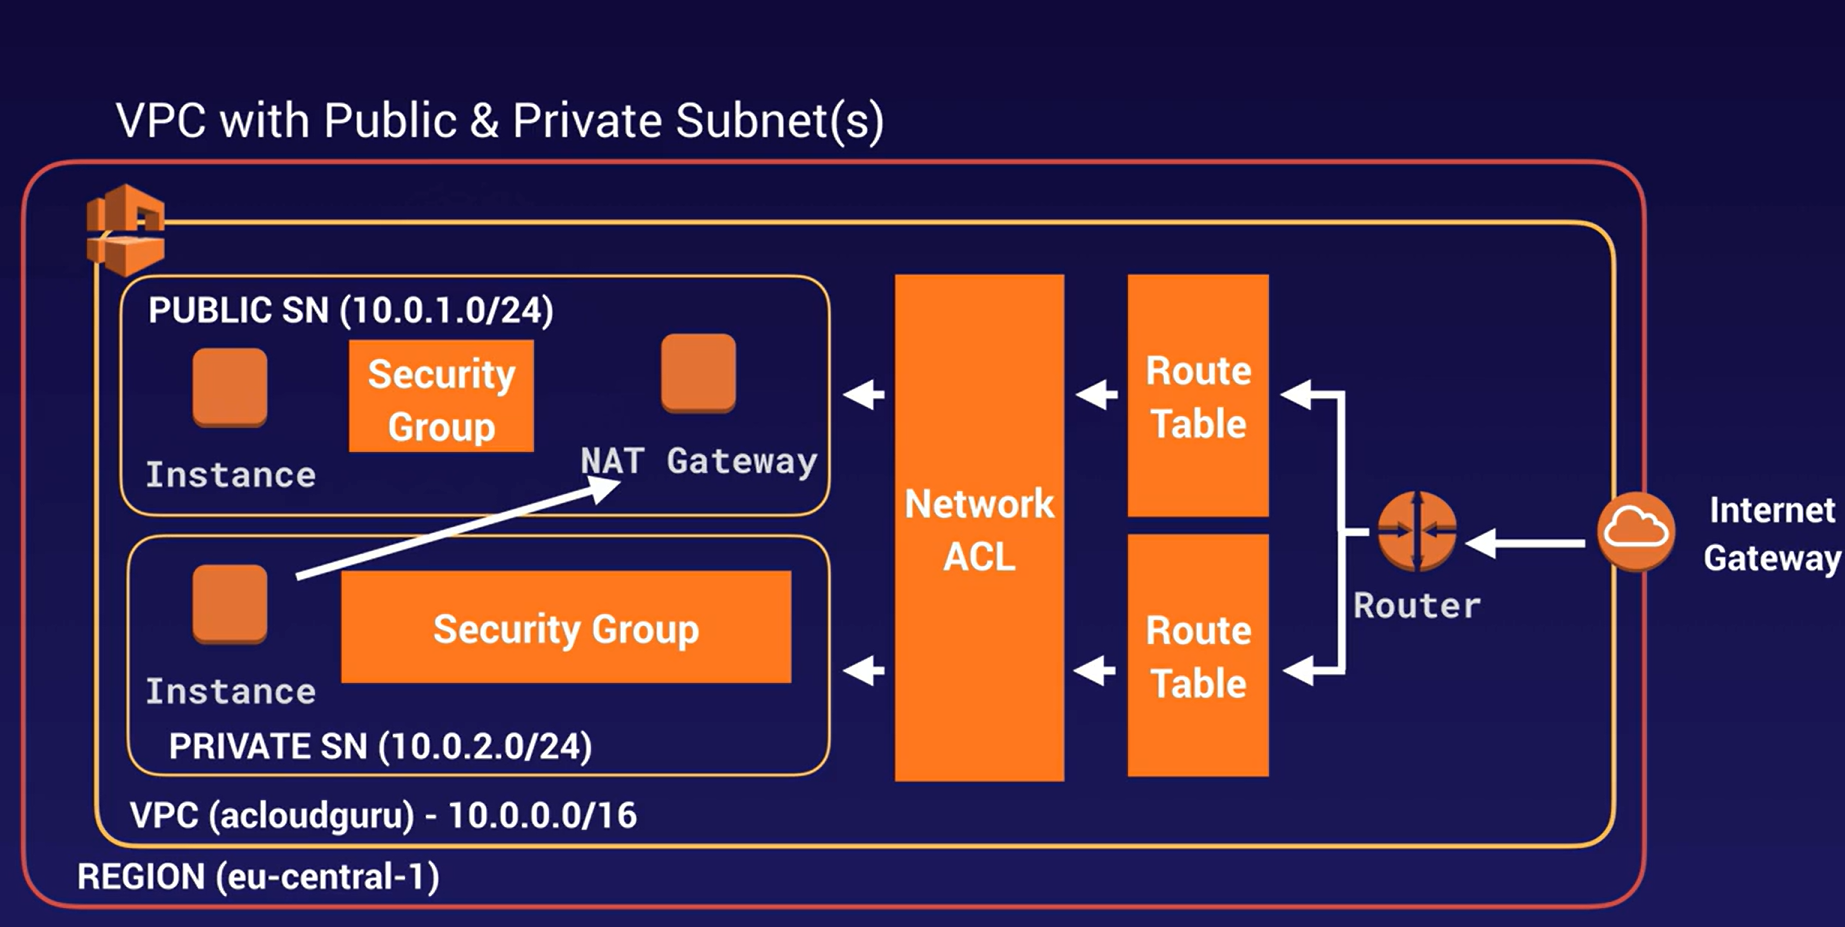 VPC with Public & Private Subnet(s)
PUBLIC SN (10.0.1.0/24)
Security
Group
Instance
NAT Gateway
Instance
Security Group
PRIVATE SN (10.0.2.0/24)
Network
ACL
Route
Table
Route
Table
Router
Internet
Gateway
VPC (acloudguru) - 10.0.0.0/16
REGION (eu-central-1)